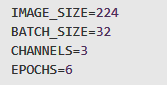 IMAGE_SIZE=224
BATCH_SIZE=32
CHANNELS=3
EPOCHS=6